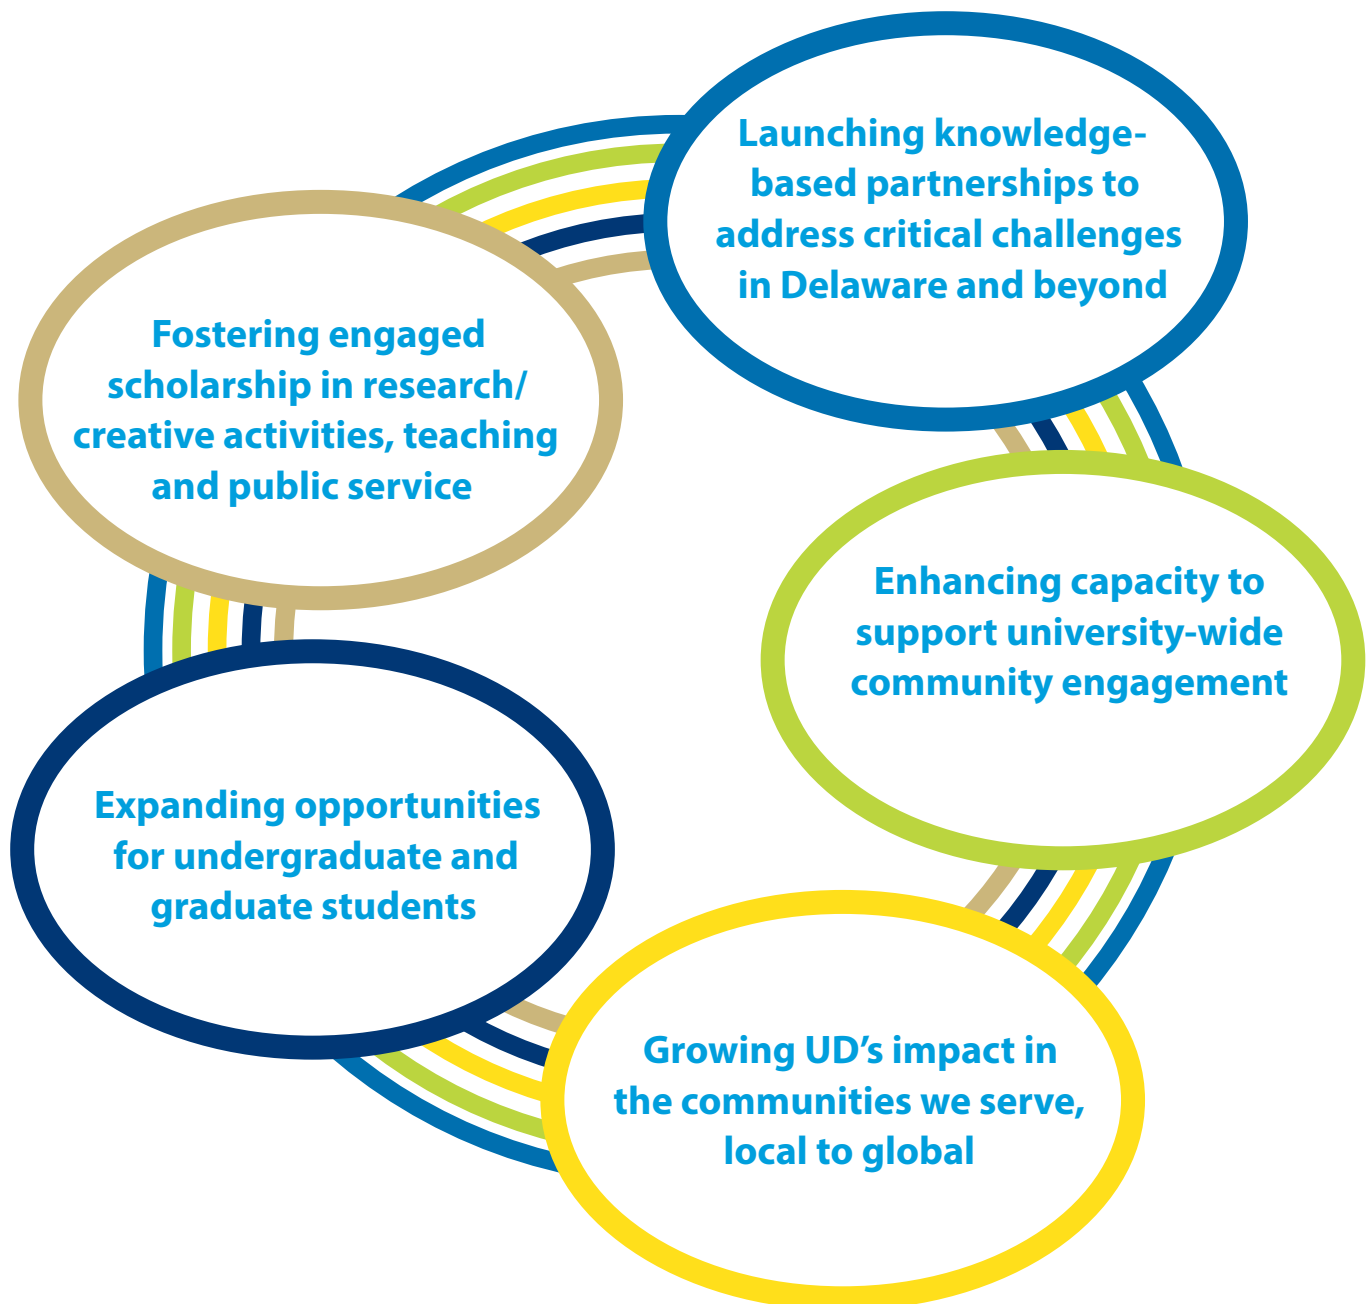 Launching knowledge-
based partnerships to
address critical challenges
in Delaware and beyond
Fostering engaged
scholarship in research/
creative activities, teaching
and public service
Enhancing capacity to
support university-wide
community engagement
Expanding opportunities
for undergraduate and
graduate students
Growing UD’s impact in
the communities we serve,
local to global